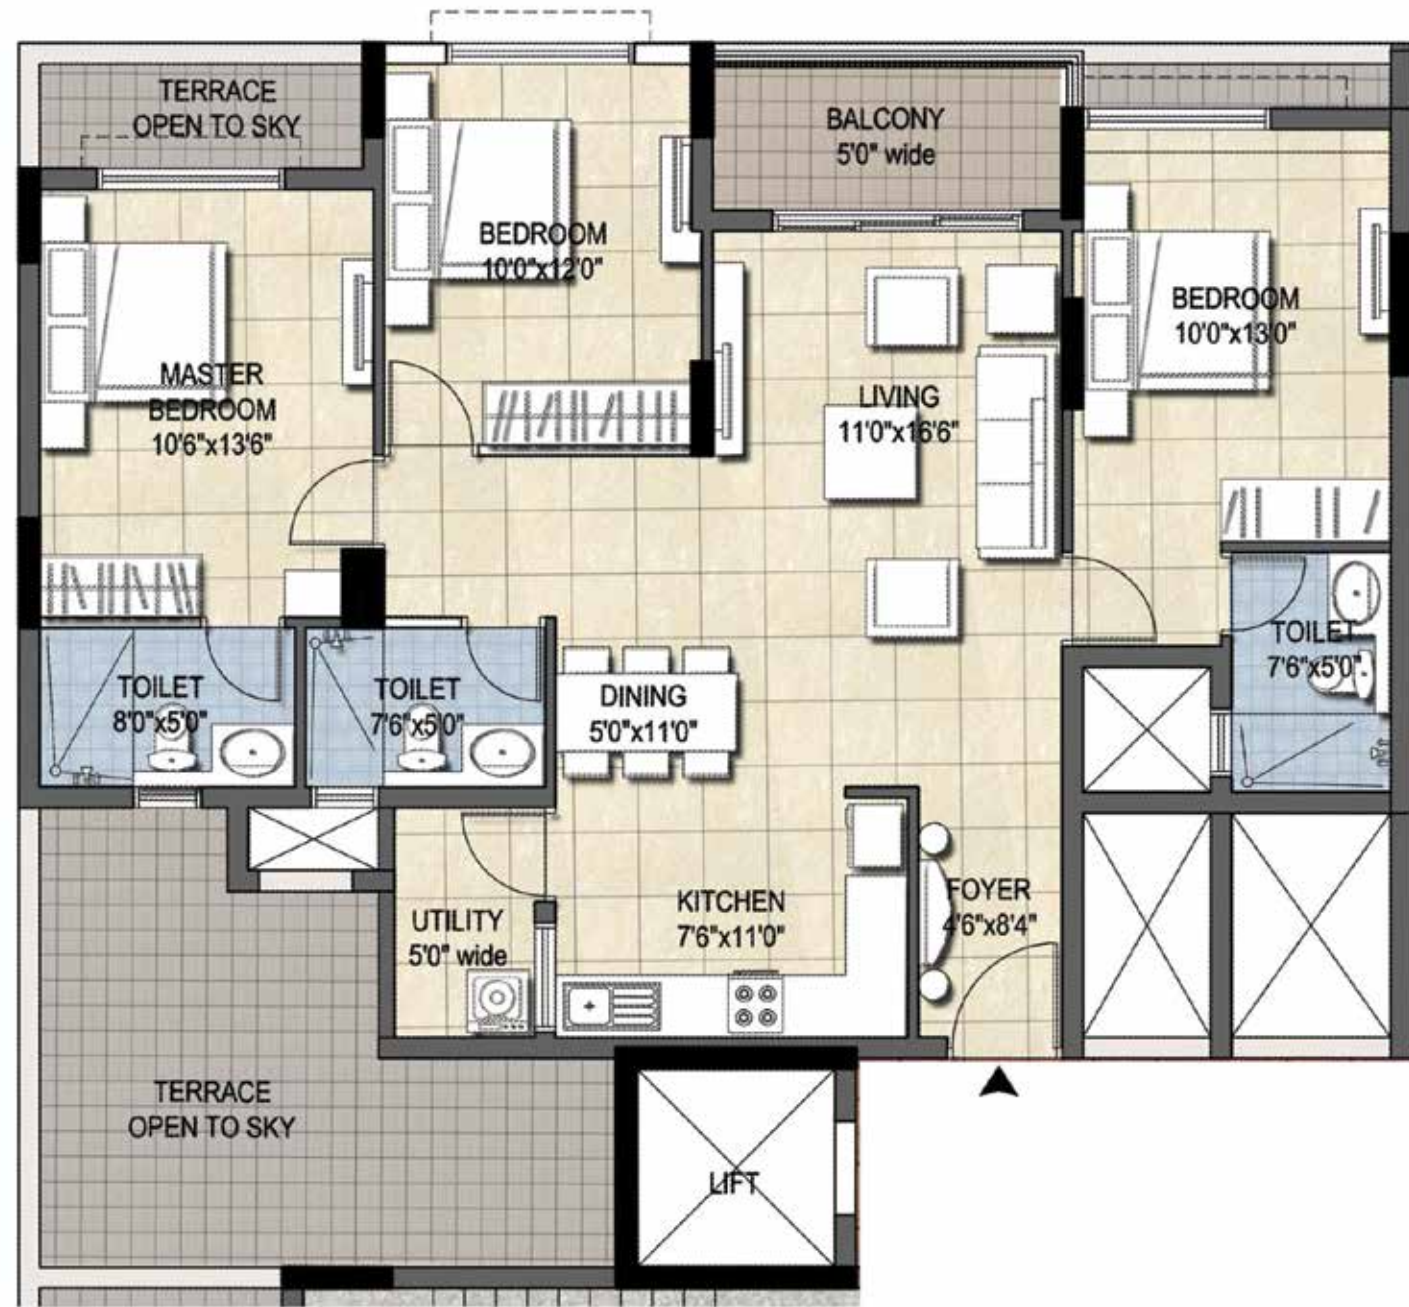 TERRACE
OPEN TO SKY
BALCONY
5'0" wide
BEDROOM
10'0"x12'0"
BEDROOM
10'0"x13'0"
MASTER
BEDROOM
10'6"x13'6"
LIVING
11'0"x16'6"
TOILET
8'0"x5'0"
TOILET
7'6"x5'0"
DINING
5'0"x11'0"
TOILET
7'6"x5'0"
UTILITY
5'0" wide
KITCHEN
7'6"x11'0"
FOYER
4'6"x8'4"
TERRACE
OPEN TO SKY
LIFT